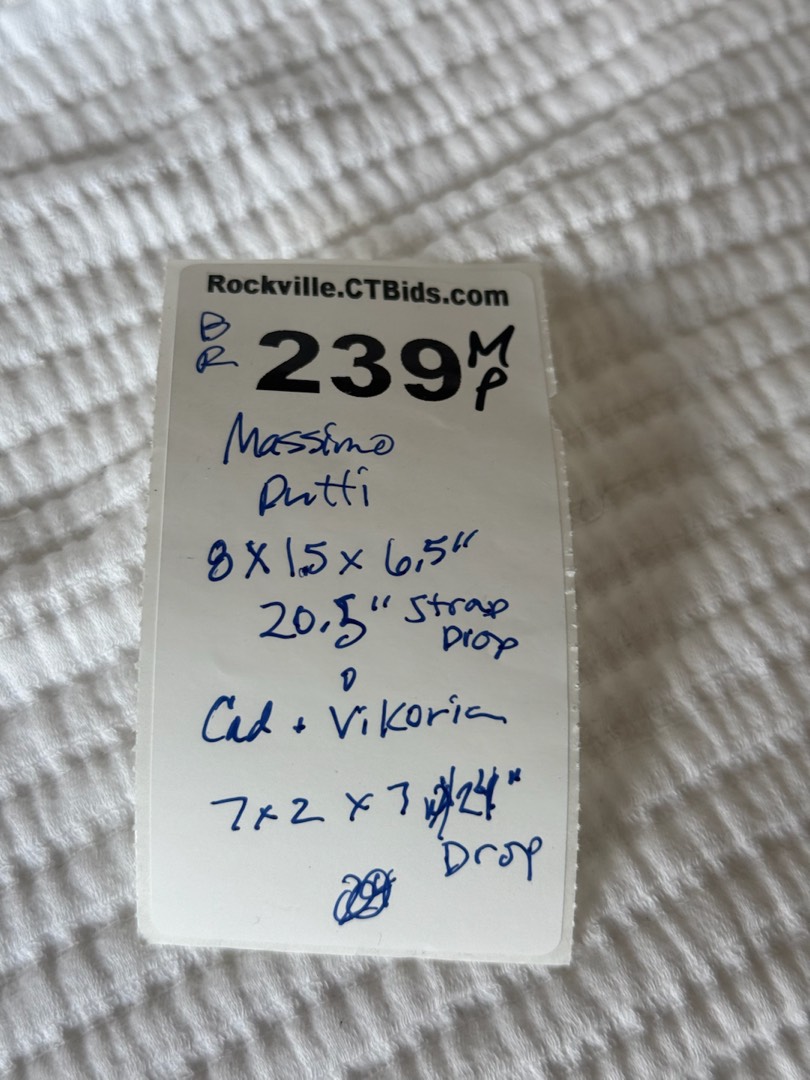 Rockville.CTBids.com
B R 239 M P
Massimo
Dutti
8 X 1.5 x 6.5"
20.5" Strap
Drop
Cad + Vikoria
7 x 2 x 7 24"
Drop